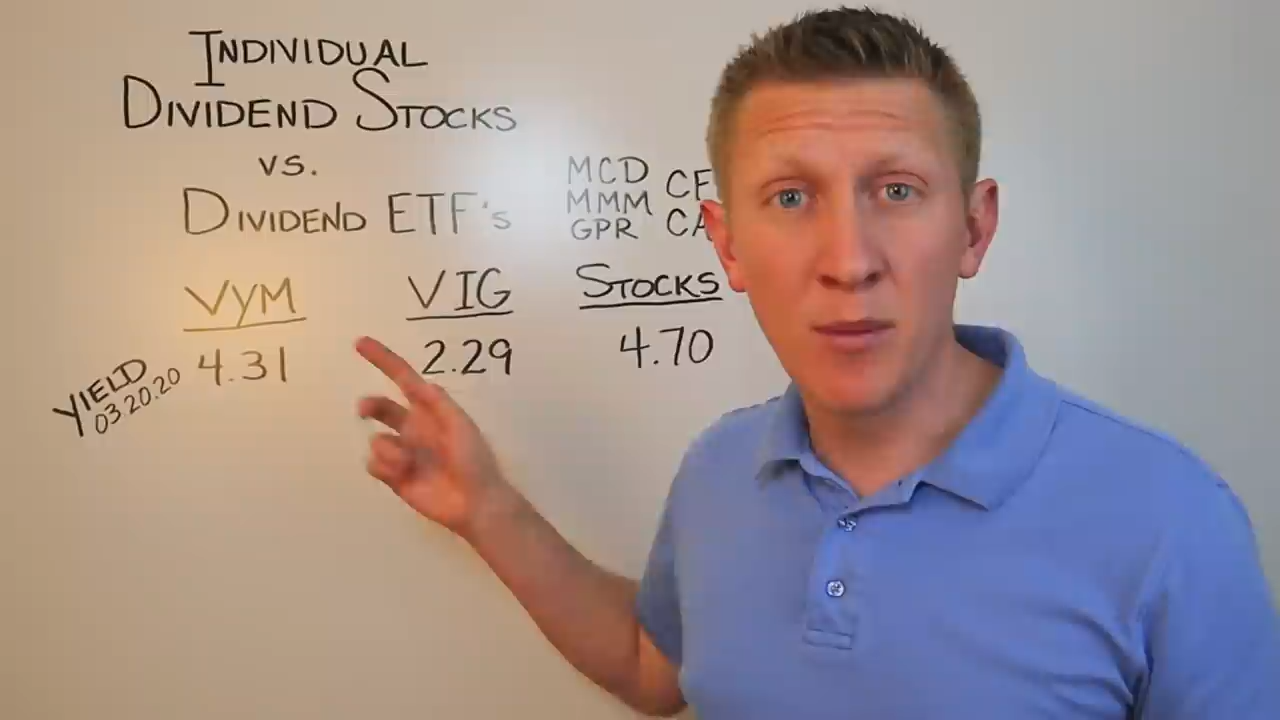 INDIVIDUAL
DIVIDEND STOCKS
VS.
DIVIDEND ETF's
MCD
MMM
GPR
VYM
VIG
STOCKS
YIELD
03.20.20
4.31
2.29
4.70